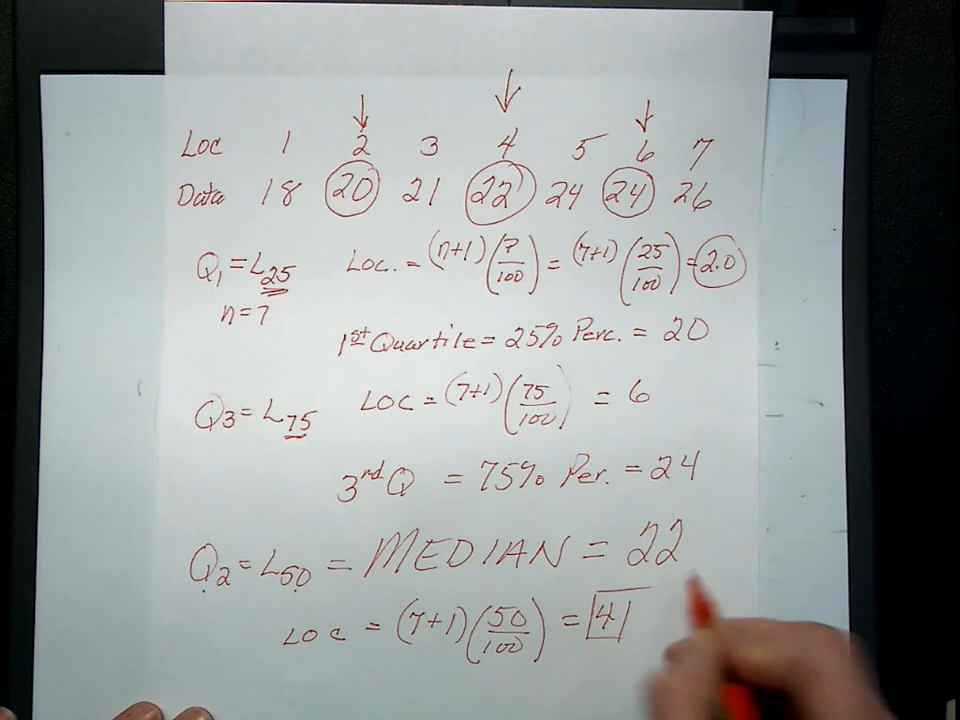 Loc 1 2 3 4 5 6 7
Data 18 20 21 22 24 24 26
Q1 = L25 Loc. = (n+1)(7/100) = (7+1)(25/100) = 2.0
n = 7
1st Quartile = 25% Perc. = 20
Q3 = L75 LOC = (7+1)(75/100) = 6
3rd Q = 75% Per. = 24
Q2 = L50 = MEDIAN = 22
LOC = (7+1)(50/100) = 4